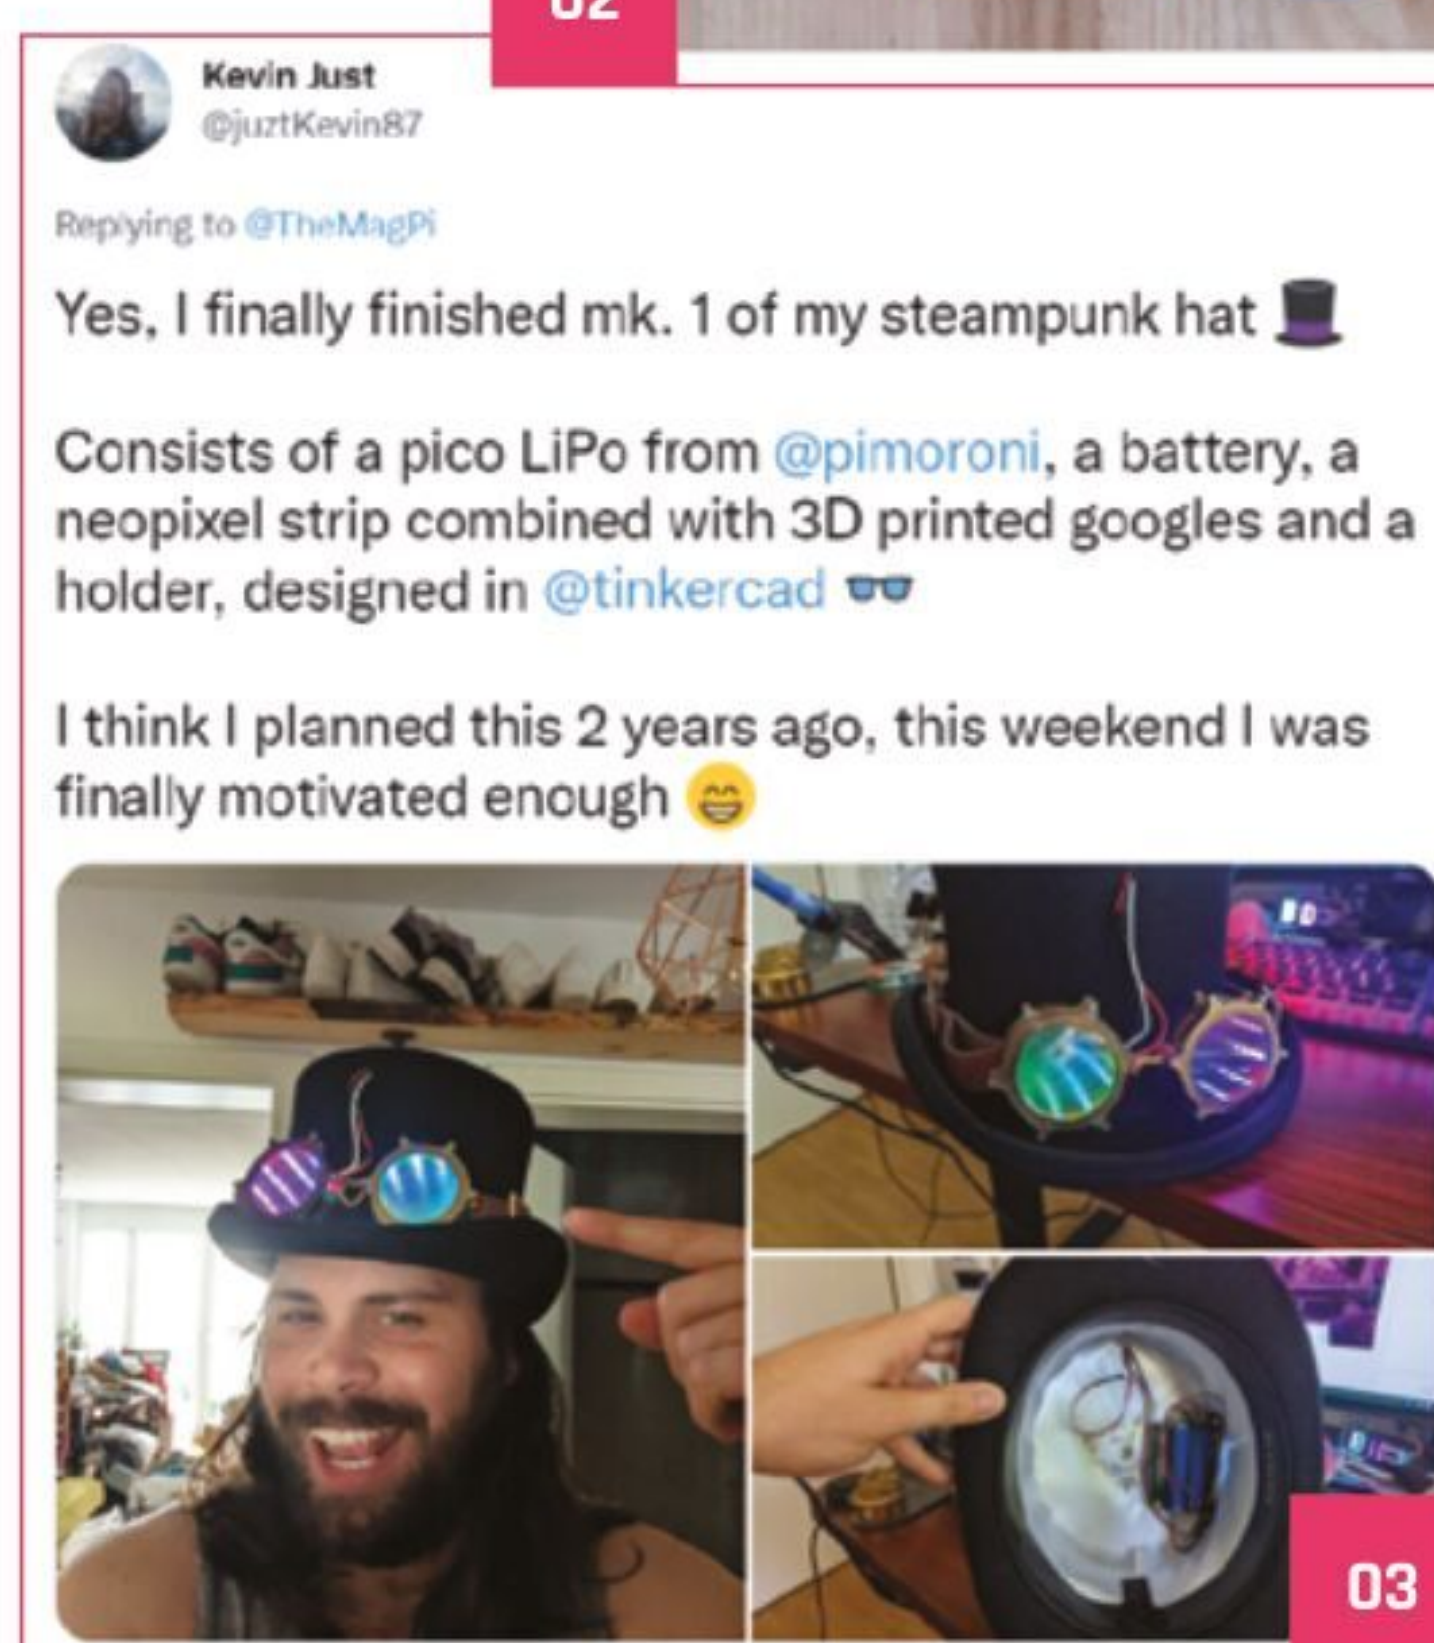 02
Kevin Just
@juztKevin87
Replying to @TheMagPi
Yes, I finally finished mk. 1 of my steampunk hat 🎩
Consists of a pico LiPo from @pimoroni, a battery, a
neopixel strip combined with 3D printed googles and a
holder, designed in @tinkercad 🕶️
I think I planned this 2 years ago, this weekend I was
finally motivated enough 😁
03